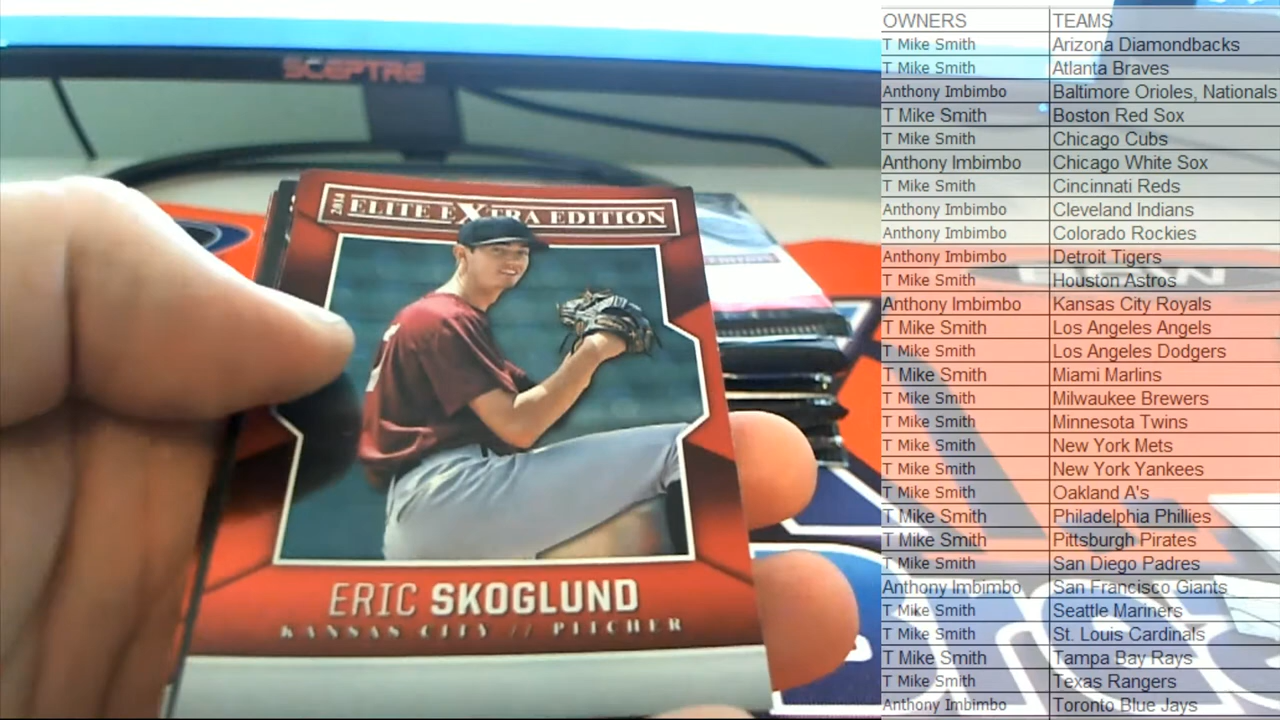 SCEPTRE
2014 ELITE EXTRA EDITION
ERIC SKOGLUND
KANSAS CITY // PITCHER
OWNERS TEAMS
T Mike Smith Arizona Diamondbacks
T Mike Smith Atlanta Braves
Anthony Imbimbo Baltimore Orioles, Nationals
T Mike Smith Boston Red Sox
T Mike Smith Chicago Cubs
Anthony Imbimbo Chicago White Sox
T Mike Smith Cincinnati Reds
Anthony Imbimbo Cleveland Indians
Anthony Imbimbo Colorado Rockies
Anthony Imbimbo Detroit Tigers
T Mike Smith Houston Astros
Anthony Imbimbo Kansas City Royals
T Mike Smith Los Angeles Angels
T Mike Smith Los Angeles Dodgers
T Mike Smith Miami Marlins
T Mike Smith Milwaukee Brewers
T Mike Smith Minnesota Twins
T Mike Smith New York Mets
T Mike Smith New York Yankees
T Mike Smith Oakland A's
T Mike Smith Philadelphia Phillies
T Mike Smith Pittsburgh Pirates
T Mike Smith San Diego Padres
Anthony Imbimbo San Francisco Giants
T Mike Smith Seattle Mariners
T Mike Smith St. Louis Cardinals
T Mike Smith Tampa Bay Rays
T Mike Smith Texas Rangers
Anthony Imbimbo Toronto Blue Jays